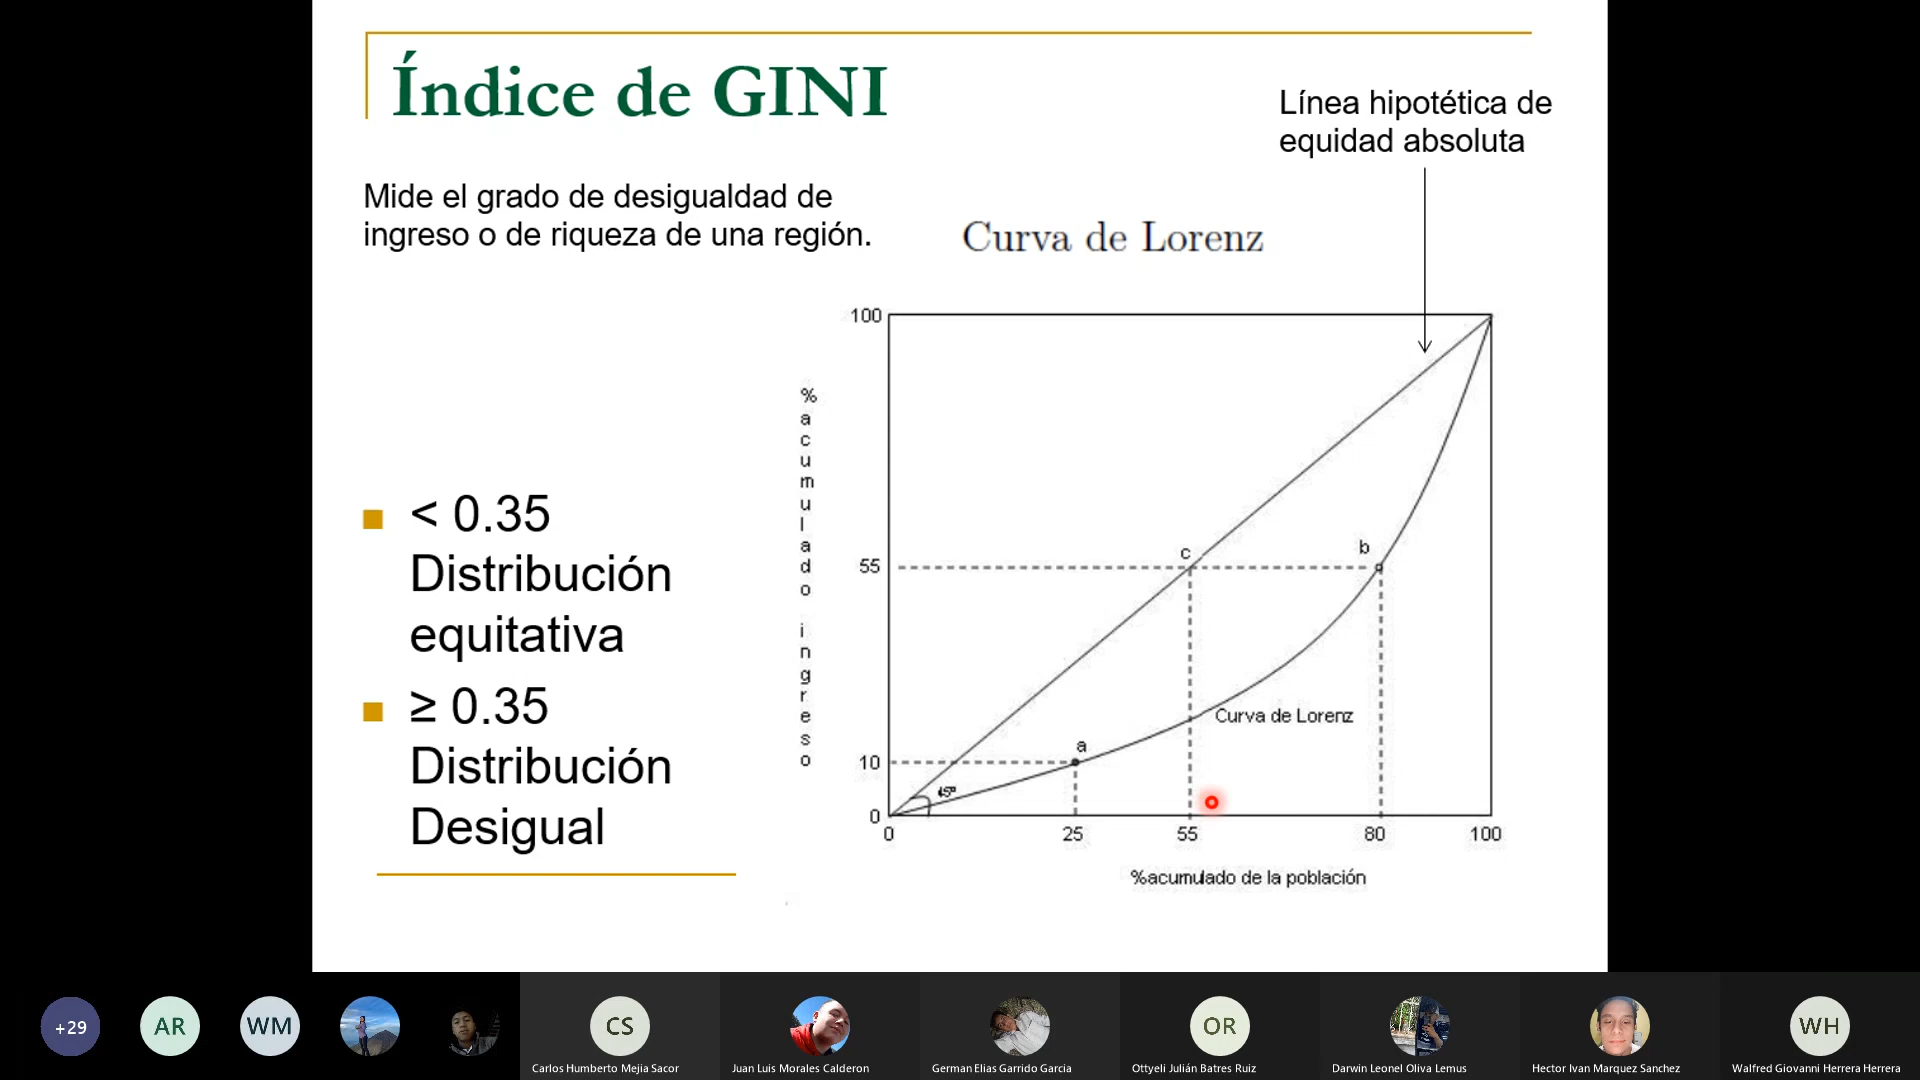 Índice de GINI
Línea hipotética de
equidad absoluta
Mide el grado de desigualdad de
ingreso o de riqueza de una región.
Curva de Lorenz
100
%acumulado ingreso
55
10
0
c
b
a
45º
Curva de Lorenz
0 25 55 80 100
%acumulado de la población
< 0.35
Distribución
equitativa
≥ 0.35
Distribución
Desigual
+29
AR
WM
CS
OR
WH
Carlos Humberto Mejia Sacor
Juan Luis Morales Calderon
German Elias Garrido Garcia
Ottyeli Julián Batres Ruiz
Darwin Leonel Oliva Lemus
Hector Ivan Marquez Sanchez
Walfred Giovanni Herrera Herrera